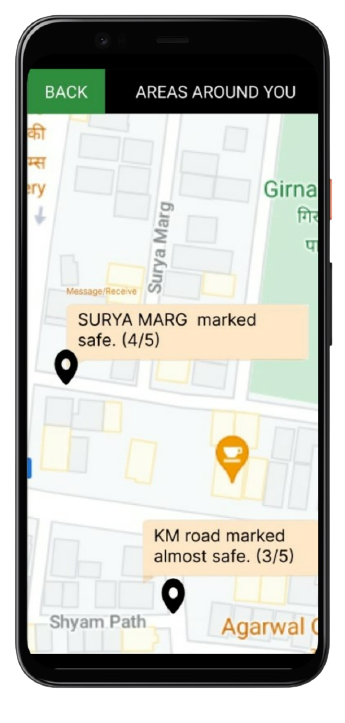 BACK
AREAS AROUND YOU
की
म्स
ery
Girna
गिर
पा
Surya Marg
Message/Receive
SURYA MARG marked
safe. (4/5)
KM road marked
almost safe. (3/5)
Shyam Path
Agarwal